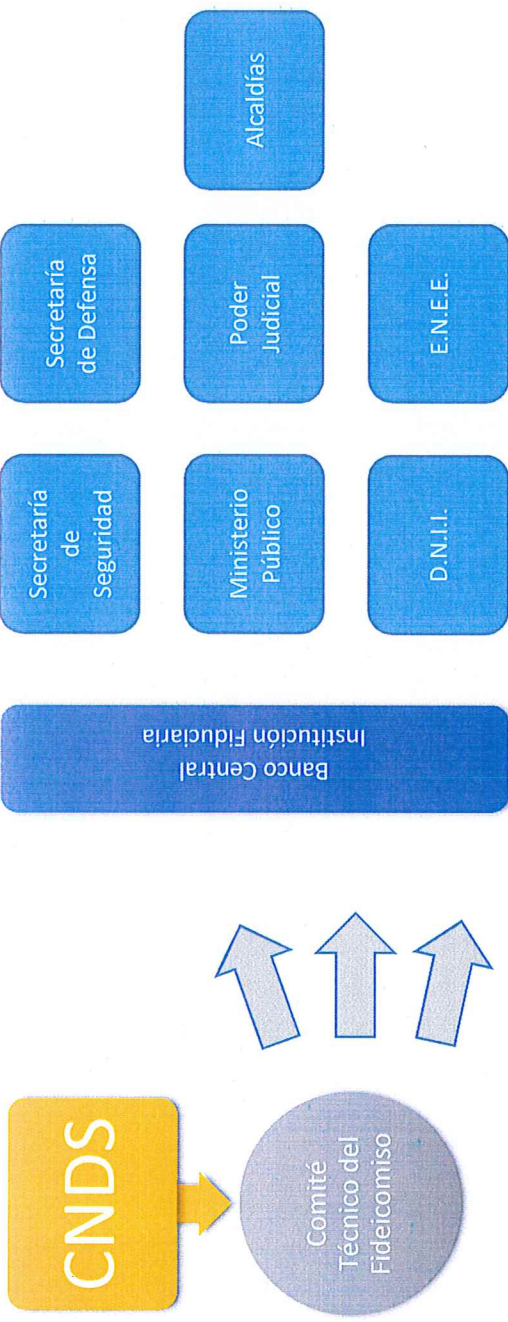 CNDS
Comité
Técnico del
Fideicomiso
Banco Central
Institución Fiduciaria
Secretaría
de
Seguridad
Secretaría
de Defensa
Ministerio
Público
Poder
Judicial
Alcaldías
D.N.I.I.
E.N.E.E.